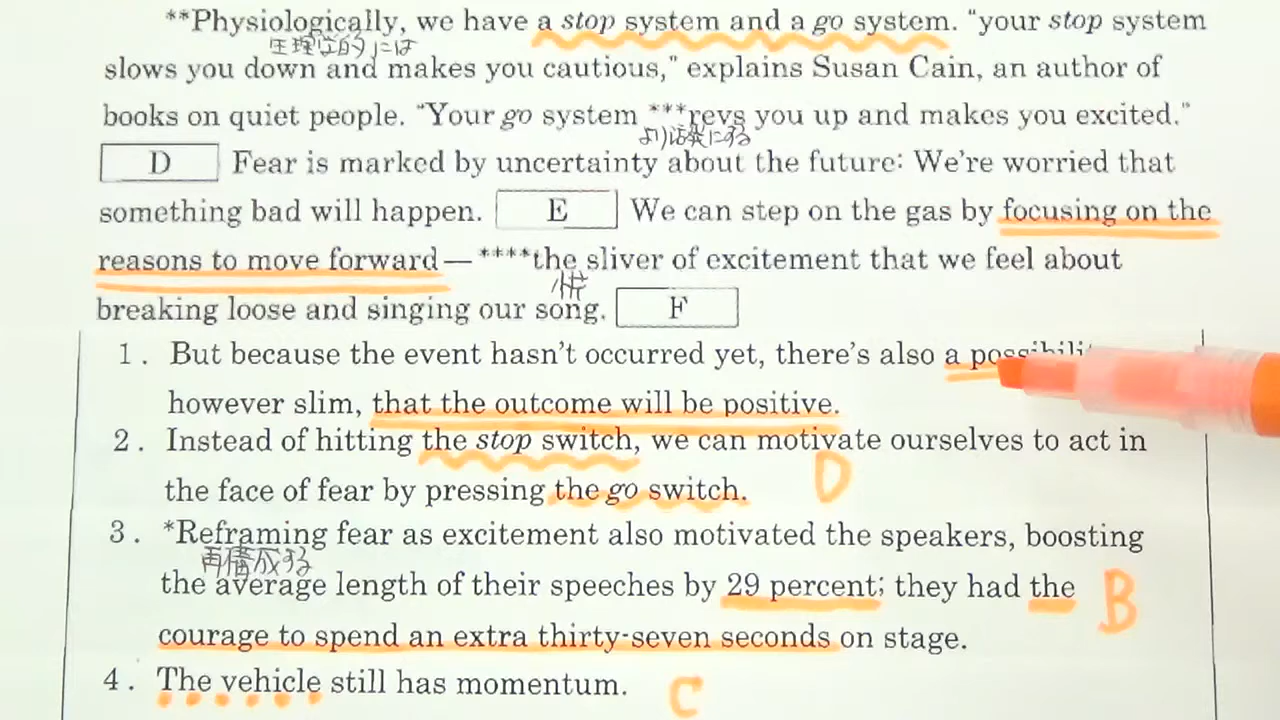 **Physiologically, we have a stop system and a go system. "your stop system
生理学的には
slows you down and makes you cautious," explains Susan Cain, an author of
books on quiet people. "Your go system ***revs you up and makes you excited."
より活発にする
D Fear is marked by uncertainty about the future: We're worried that
something bad will happen. E We can step on the gas by focusing on the
reasons to move forward— ****the sliver of excitement that we feel about
breaking loose and singing our song. F
1. But because the event hasn't occurred yet, there's also a
however slim, that the outcome will be positive.
2. Instead of hitting the stop switch, we can motivate ourselves to act in
D
the face of fear by pressing the go switch.
3. *Reframing fear as excitement also motivated the speakers, boosting
再構成する
the average length of their speeches by 29 percent; they had the
B
courage to spend an extra thirty-seven seconds on stage.
4. The vehicle still has momentum. C